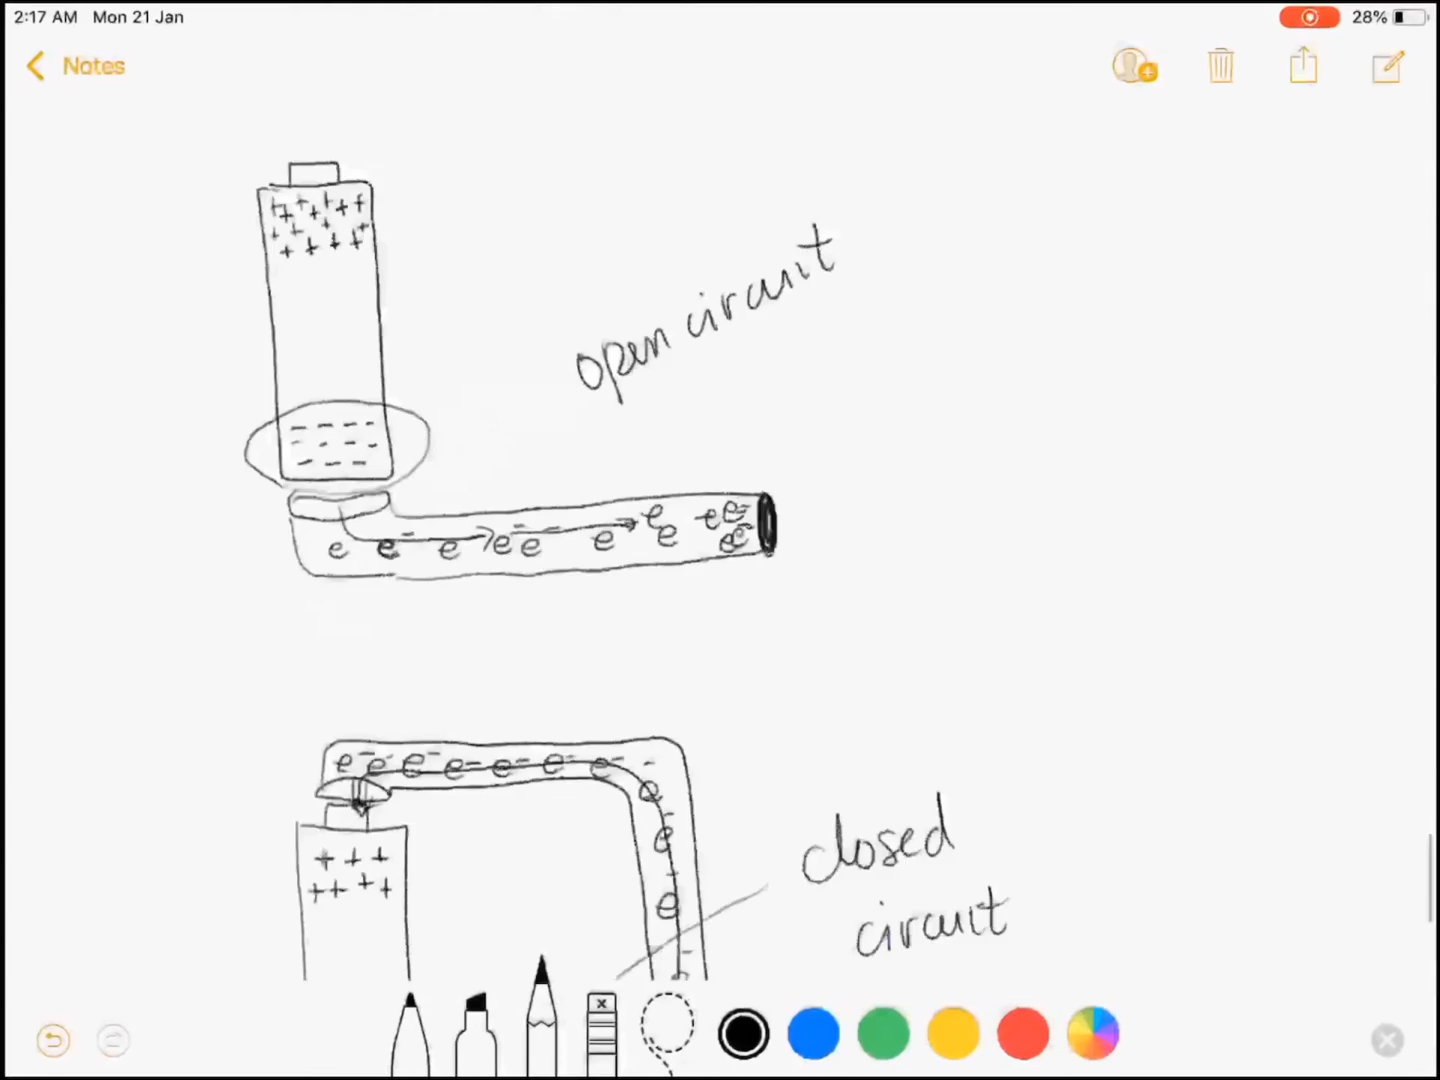 2:17 AM Mon 21 Jan
28%
Notes
+ + + + +
+ + +
+ + + +
+ + + +
open circuit
- - - -
- - - -
- - -
e e⁻ e e⁻ e⁻ e e e e e⁻ e e⁻
e⁻ e⁻ e⁻ e⁻ e⁻ e⁻ e⁻
e⁻
e⁻
+ + +
+ + + +
e⁻
closed
circuit